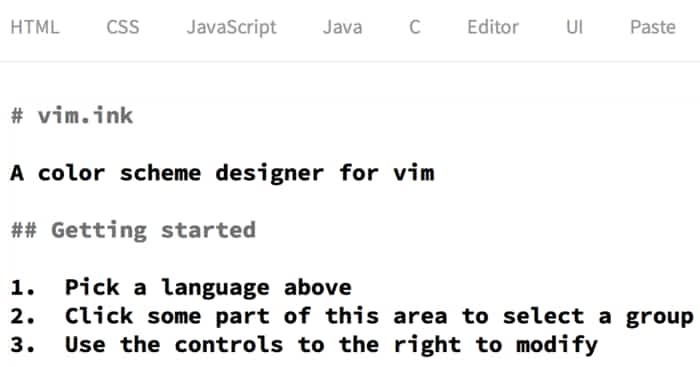 HTML CSS JavaScript Java C Editor UI Paste
# vim.ink
A color scheme designer for vim
## Getting started
1. Pick a language above
2. Click some part of this area to select a group
3. Use the controls to the right to modify